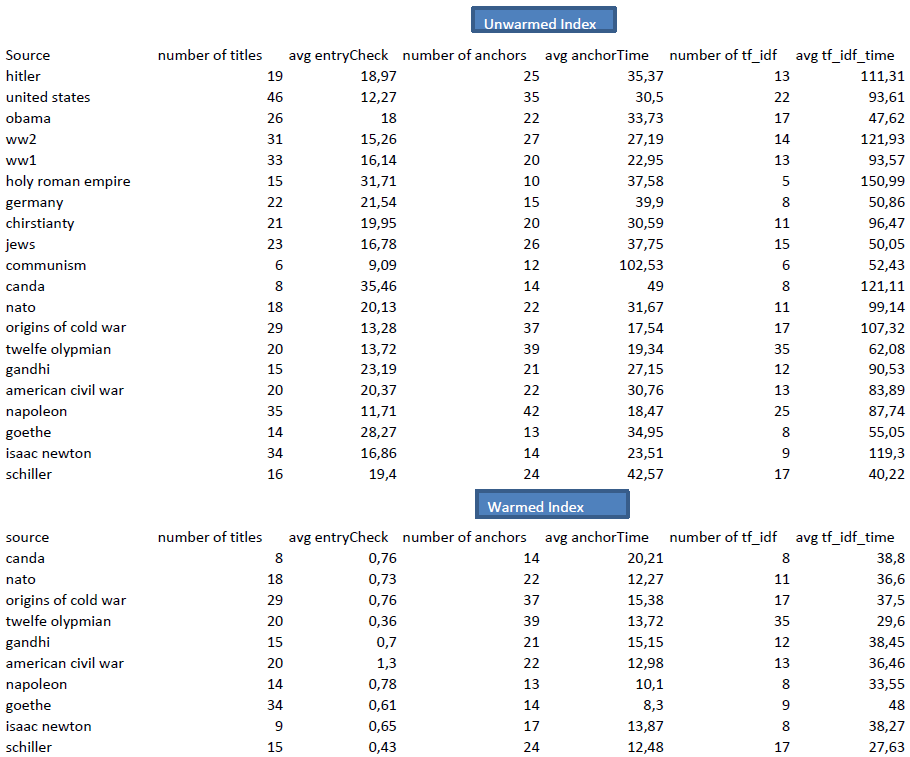 Unwarmed Index
Source number of titles avg entryCheck number of anchors avg anchorTime number of tf_idf avg tf_idf_time
hitler 19 18,97 25 35,37 13 111,31
united states 46 12,27 35 30,5 22 93,61
obama 26 18 22 33,73 17 47,62
ww2 31 15,26 27 27,19 14 121,93
ww1 33 16,14 20 22,95 13 93,57
holy roman empire 15 31,71 10 37,58 5 150,99
germany 22 21,54 15 39,9 8 50,86
chirstianty 21 19,95 20 30,59 11 96,47
jews 23 16,78 26 37,75 15 50,05
communism 6 9,09 12 102,53 6 52,43
canda 8 35,46 14 49 8 121,11
nato 18 20,13 22 31,67 11 99,14
origins of cold war 29 13,28 37 17,54 17 107,32
twelfe olypmian 20 13,72 39 19,34 35 62,08
gandhi 15 23,19 21 27,15 12 90,53
american civil war 20 20,37 22 30,76 13 83,89
napoleon 35 11,71 42 18,47 25 87,74
goethe 14 28,27 13 34,95 8 55,05
isaac newton 34 16,86 14 23,51 9 119,3
schiller 16 19,4 24 42,57 17 40,22
Warmed Index
source number of titles avg entryCheck number of anchors avg anchorTime number of tf_idf avg tf_idf_time
canda 8 0,76 14 20,21 8 38,8
nato 18 0,73 22 12,27 11 36,6
origins of cold war 29 0,76 37 15,38 17 37,5
twelfe olypmian 20 0,36 39 13,72 35 29,6
gandhi 15 0,7 21 15,15 12 38,45
american civil war 20 1,3 22 12,98 13 36,46
napoleon 14 0,78 13 10,1 8 33,55
goethe 34 0,61 14 8,3 9 48
isaac newton 9 0,65 17 13,87 8 38,27
schiller 15 0,43 24 12,48 17 27,63